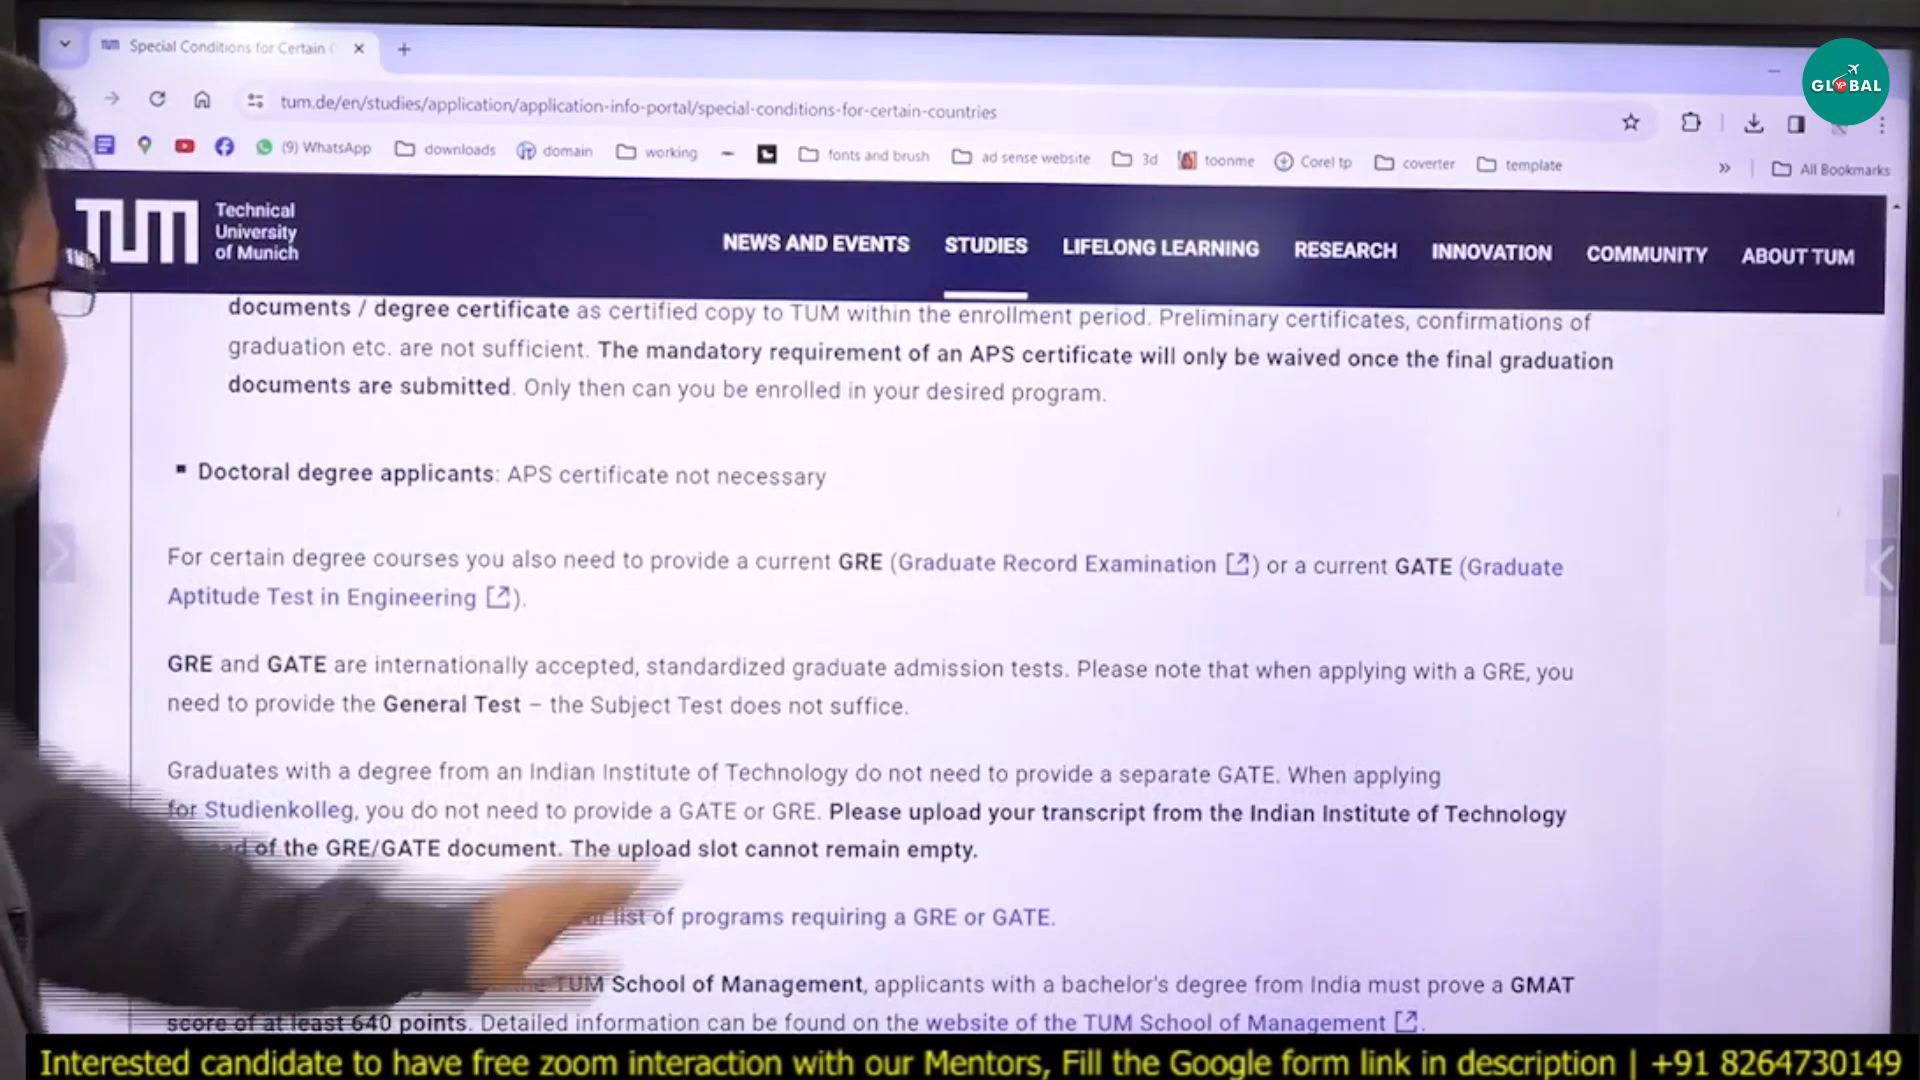 TUM Special Conditions for Certain
GLOBAL
YP
tum.de/en/studies/application/application-info-portal/special-conditions-for-certain-countries
(9) WhatsApp downloads domain working fonts and brush ad sense website 3d toonme Corel tp coverter template » All Bookmarks
TUM
Technical
University
of Munich
NEWS AND EVENTS STUDIES LIFELONG LEARNING RESEARCH INNOVATION COMMUNITY ABOUT TUM
documents / degree certificate as certified copy to TUM within the enrollment period. Preliminary certificates, confirmations of
graduation etc. are not sufficient. The mandatory requirement of an APS certificate will only be waived once the final graduation
documents are submitted. Only then can you be enrolled in your desired program.
Doctoral degree applicants: APS certificate not necessary
For certain degree courses you also need to provide a current GRE (Graduate Record Examination) or a current GATE (Graduate
Aptitude Test in Engineering).
GRE and GATE are internationally accepted, standardized graduate admission tests. Please note that when applying with a GRE, you
need to provide the General Test – the Subject Test does not suffice.
Graduates with a degree from an Indian Institute of Technology do not need to provide a separate GATE. When applying
for Studienkolleg, you do not need to provide a GATE or GRE. Please upload your transcript from the Indian Institute of Technology
of the GRE/GATE document. The upload slot cannot remain empty.
list of programs requiring a GRE or GATE.
TUM School of Management, applicants with a bachelor's degree from India must prove a GMAT
score of at least 640 points. Detailed information can be found on the website of the TUM School of Management.
Interested candidate to have free zoom interaction with our Mentors, Fill the Google form link in description | +91 8264730149